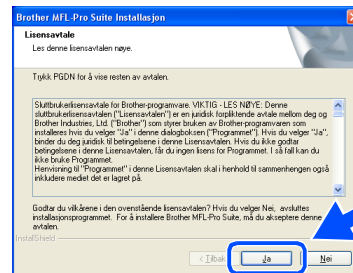 Brother MFL-Pro Suite Installasjon
Lisensavtale
Les denne lisensavtalen nøye.
Trykk PGDN for å vise resten av avtalen.
Sluttbrukerlisensavtale for Brother-programvare. VIKTIG - LES NØYE: Denne
sluttbrukerlisensavtalen ("Lisensavtalen") er en juridisk forpliktende avtale mellom deg og
Brother Industries, Ltd. ("Brother") som styrer bruken av Brother-programvaren som
installeres hvis du velger "Ja" i denne dialogboksen ("Programmet"). Hvis du velger "Ja",
binder du deg juridisk til betingelsene i denne Lisensavtalen. Hvis du ikke godtar
betingelsene i denne Lisensavtalen, får du ingen lisens for Programmet. I så fall kan du
ikke bruke Programmet.
Henvisning til "Programmet" i denne Lisensavtalen skal i henhold til sammenhengen også
inkludere mediet det er lagret på.
Godtar du vilkårene i den ovenstående lisensavtalen? Hvis du velger Nei, avsluttes
installasjonsprogrammet. For å installere Brother MFL-Pro Suite, må du akseptere denne
avtalen.
InstallShield
< Tilbak
Ja
Nei